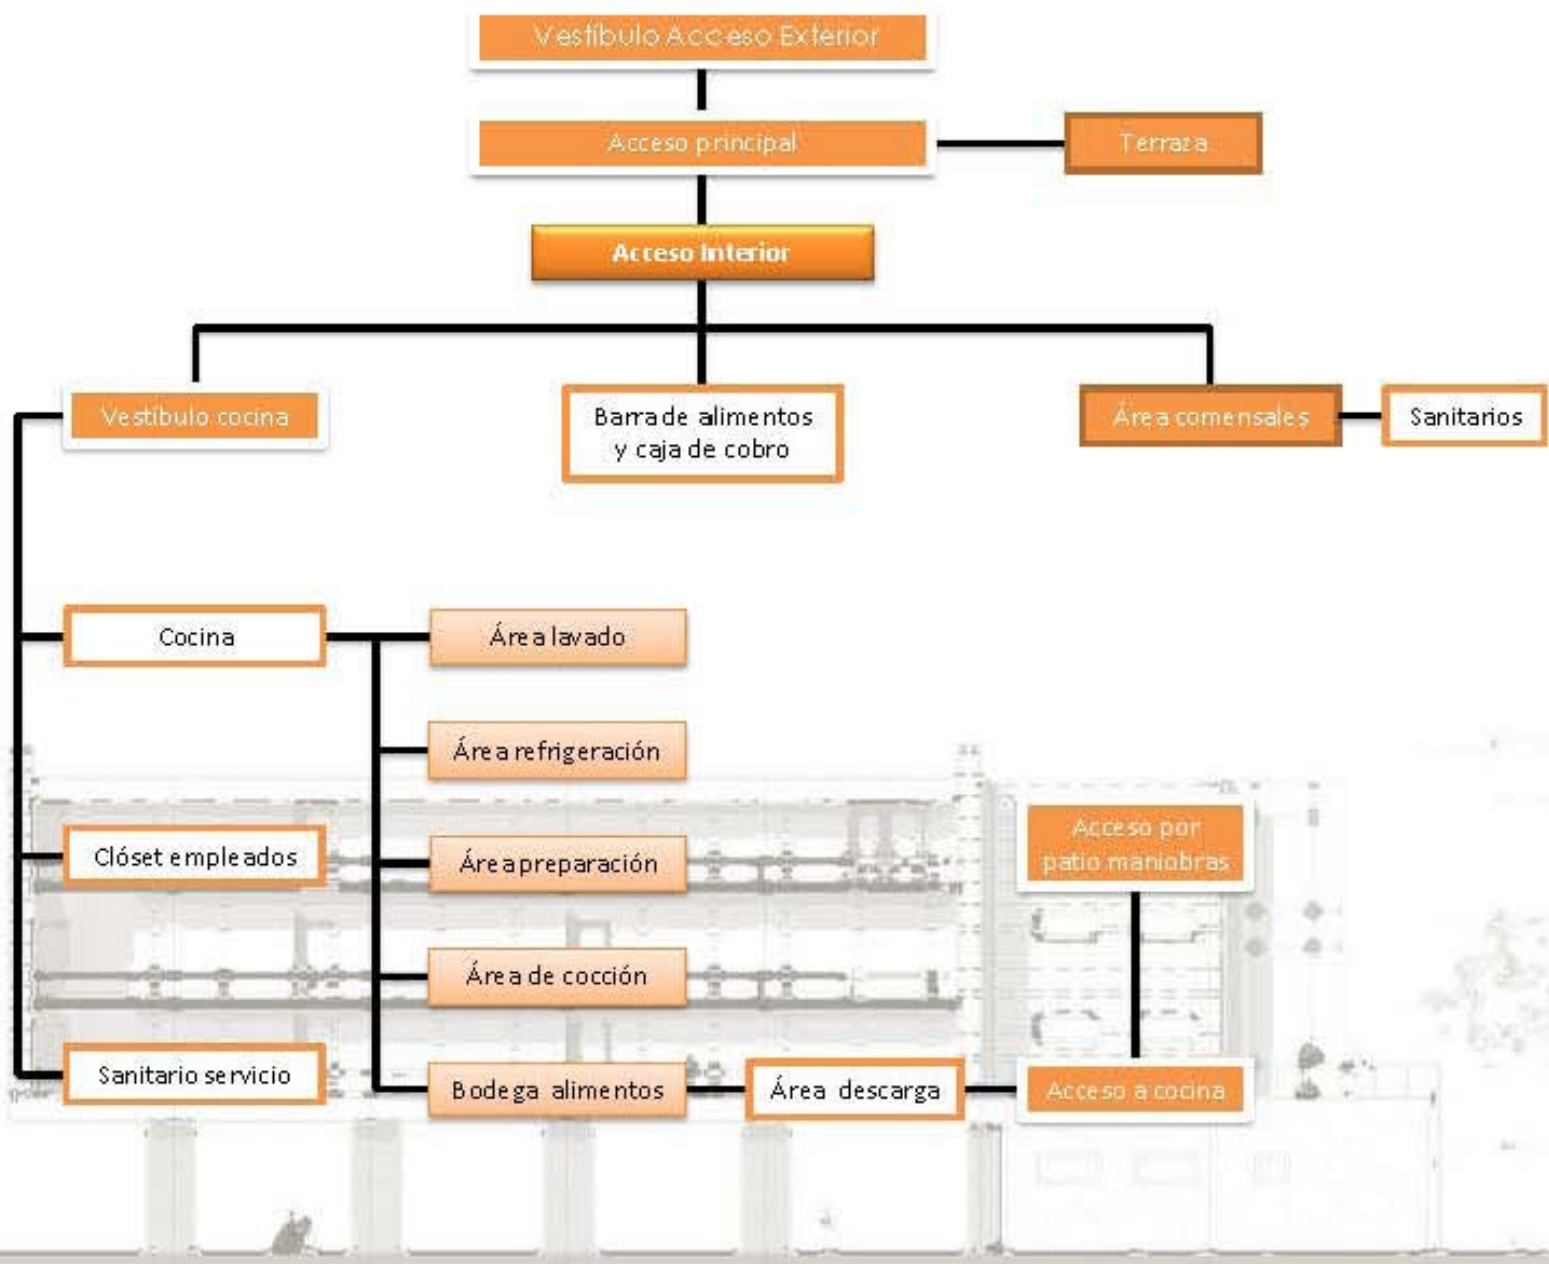 Vestíbulo Acceso Exterior
Acceso principal
Terraza
Acceso Interior
Vestíbulo cocina
Barra de alimentos
y caja de cobro
Área comensales
Sanitarios
Cocina
Área lavado
Área refrigeración
Clóset empleados
Área preparación
Acceso por
patio maniobras
Área de cocción
Sanitario servicio
Bodega alimentos
Área descarga
Acceso a cocina